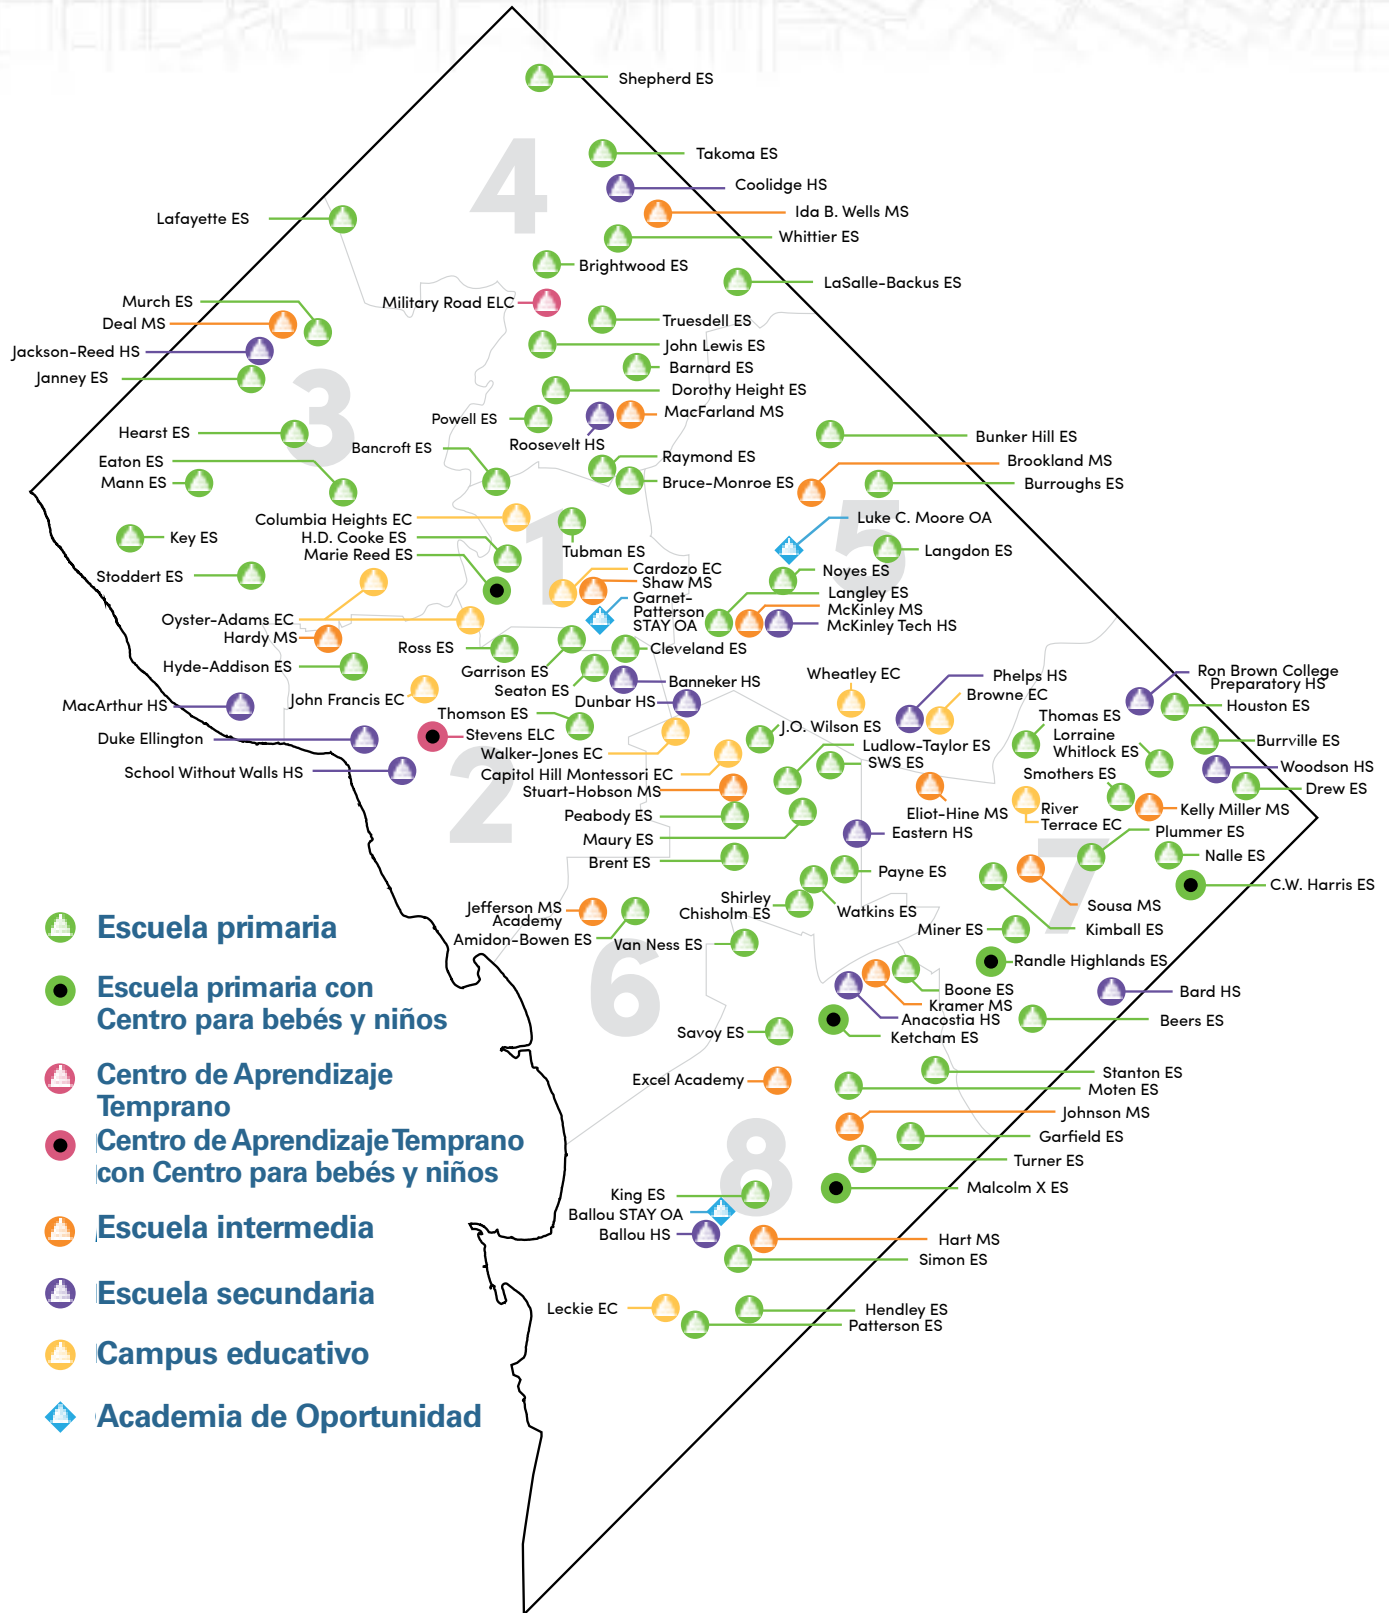 Shepherd ES
4
Takoma ES
Coolidge HS
Ida B. Wells MS
Lafayette ES
Whittier ES
Brightwood ES
LaSalle-Backus ES
Murch ES
Military Road ELC
Deal MS
Truesdell ES
Jackson-Reed HS
John Lewis ES
Janney ES
Barnard ES
3
Dorothy Height ES
Powell ES
MacFarland MS
Hearst ES
Roosevelt HS
Bunker Hill ES
Bancroft ES
Eaton ES
Raymond ES
Brookland MS
Mann ES
Bruce-Monroe ES
Burroughs ES
Columbia Heights EC
1
5
Luke C. Moore OA
Key ES
H.D. Cooke ES
Marie Reed ES
Tubman ES
Langdon ES
Cardozo EC
Noyes ES
Stoddert ES
Shaw MS
Langley ES
Garnet-
Patterson
STAY OA
McKinley MS
McKinley Tech HS
Oyster-Adams EC
Hardy MS
Ross ES
Cleveland ES
Hyde-Addison ES
Garrison ES
Seaton ES
Banneker HS
Wheatley EC
Phelps HS
Ron Brown College
Preparatory HS
John Francis EC
Dunbar HS
Browne EC
MacArthur HS
Thomson ES
Thomas ES
Houston ES
Duke Ellington
Stevens ELC
J.O. Wilson ES
Lorraine
Whitlock ES
Burrville ES
Walker-Jones EC
Ludlow-Taylor ES
SWS ES
School Without Walls HS
Capitol Hill Montessori EC
Smothers ES
Woodson HS
2
Stuart-Hobson MS
Drew ES
Peabody ES
Eliot-Hine MS
River
Terrace EC
Kelly Miller MS
Maury ES
Eastern HS
Plummer ES
Brent ES
7
Nalle ES
Payne ES
C.W. Harris ES
Shirley
Chisholm ES
Sousa MS
Jefferson MS
Academy
Watkins ES
Kimball ES
Escuela primaria
Amidon-Bowen ES
Van Ness ES
Miner ES
6
Randle Highlands ES
Escuela primaria con
Centro para bebés y niños
Boone ES
Bard HS
Kramer MS
Anacostia HS
Beers ES
Savoy ES
Ketcham ES
Centro de Aprendizaje
Temprano
Excel Academy
Stanton ES
Moten ES
Johnson MS
Centro de Aprendizaje Temprano
con Centro para bebés y niños
8
Garfield ES
Turner ES
King ES
Malcolm X ES
Ballou STAY OA
Escuela intermedia
Ballou HS
Hart MS
Simon ES
Escuela secundaria
Leckie EC
Hendley ES
Patterson ES
Campus educativo
Academia de Oportunidad